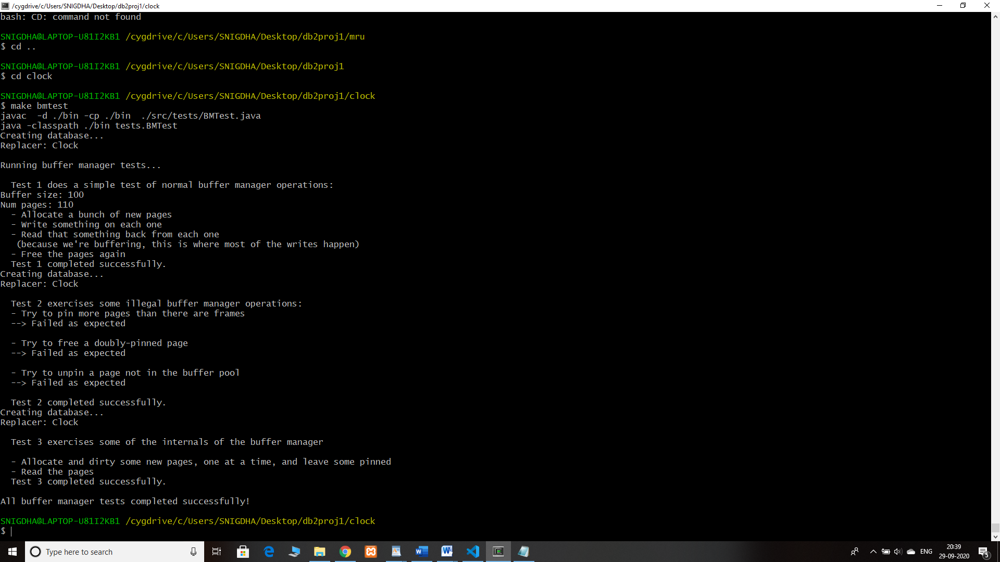 /cygdrive/c/Users/SNIGDHA/Desktop/db2proj1/clock
bash: CD: command not found
SNIGDHA@LAPTOP-U81I2KB1 /cygdrive/c/Users/SNIGDHA/Desktop/db2proj1/mru
$ cd ..
SNIGDHA@LAPTOP-U81I2KB1 /cygdrive/c/Users/SNIGDHA/Desktop/db2proj1
$ cd clock
SNIGDHA@LAPTOP-U81I2KB1 /cygdrive/c/Users/SNIGDHA/Desktop/db2proj1/clock
$ make bmtest
javac  -d ./bin -cp ./bin  ./src/tests/BMTest.java
java -classpath ./bin tests.BMTest
Creating database...
Replacer: Clock
Running buffer manager tests...
  Test 1 does a simple test of normal buffer manager operations:
Buffer size: 100
Num pages: 110
  - Allocate a bunch of new pages
  - Write something on each one
  - Read that something back from each one
   (because we're buffering, this is where most of the writes happen)
  - Free the pages again
  Test 1 completed successfully.
Creating database...
Replacer: Clock
  Test 2 exercises some illegal buffer manager operations:
  - Try to pin more pages than there are frames
  --> Failed as expected
  - Try to free a doubly-pinned page
  --> Failed as expected
  - Try to unpin a page not in the buffer pool
  --> Failed as expected
  Test 2 completed successfully.
Creating database...
Replacer: Clock
  Test 3 exercises some of the internals of the buffer manager
  - Allocate and dirty some new pages, one at a time, and leave some pinned
  - Read the pages
  Test 3 completed successfully.
All buffer manager tests completed successfully!
SNIGDHA@LAPTOP-U81I2KB1 /cygdrive/c/Users/SNIGDHA/Desktop/db2proj1/clock
$
Type here to search
ENG
20:39
29-09-2020
5